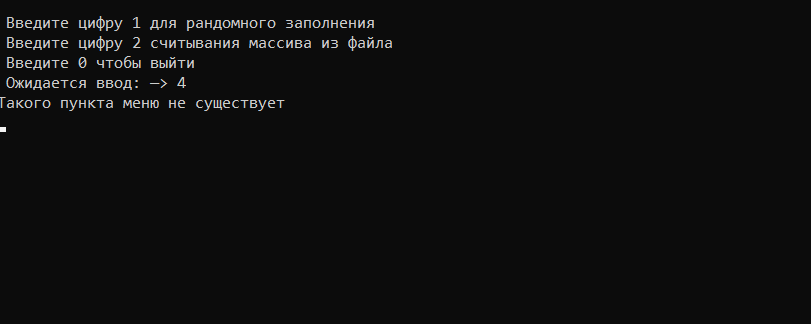 Введите цифру 1 для рандомного заполнения
Введите цифру 2 считывания массива из файла
Введите 0 чтобы выйти
Ожидается ввод: —> 4
Такого пункта меню не существует